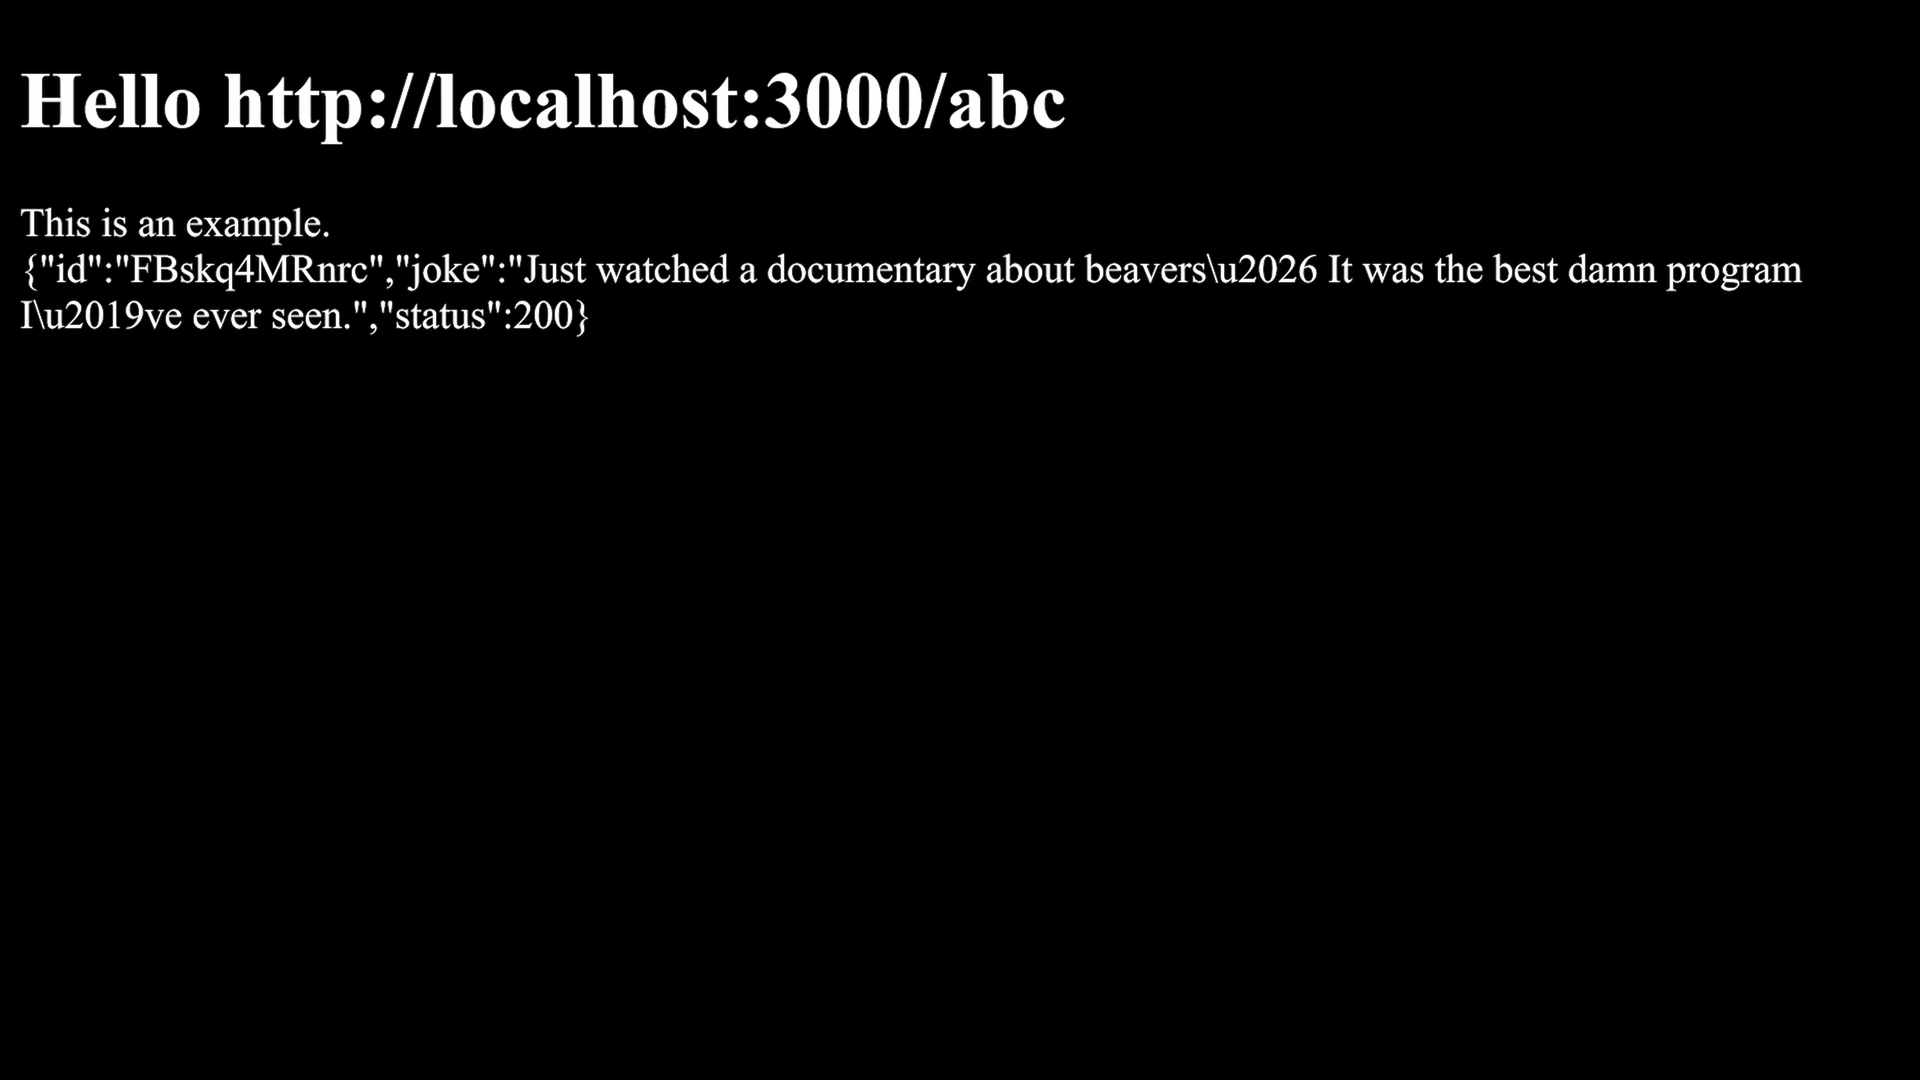 Hello http://localhost:3000/abc
This is an example.
{"id":"FBskq4MRnrc","joke":"Just watched a documentary about beavers\u2026 It was the best damn program
I\u2019ve ever seen.","status":200}